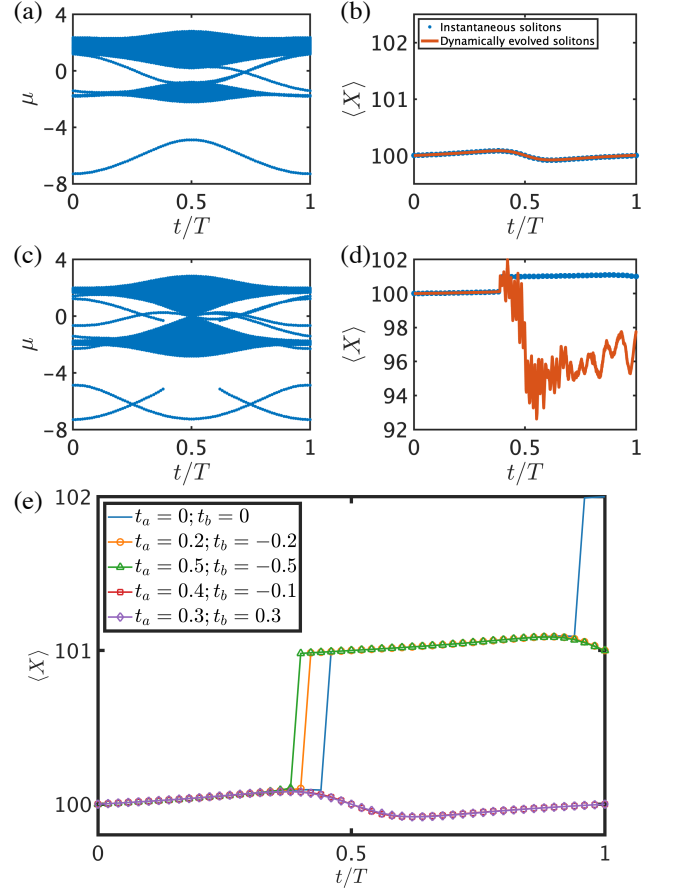 (a)
4
0
−4
−8
μ
0
0.5
1
t/T
(b)
102
101
100
⟨X⟩
Instantaneous solitons
Dynamically evolved solitons
0
0.5
1
t/T
(c)
4
0
−4
−8
μ
0
0.5
1
t/T
(d)
102
100
98
96
94
92
⟨X⟩
0
0.5
1
t/T
(e)
102
101
100
⟨X⟩
t_a = 0; t_b = 0
t_a = 0.2; t_b = −0.2
t_a = 0.5; t_b = −0.5
t_a = 0.4; t_b = −0.1
t_a = 0.3; t_b = 0.3
0
0.5
1
t/T